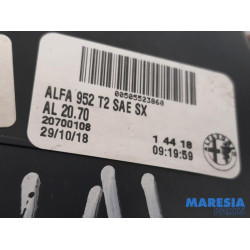 00505523860
ALFA 952 T2 SAE SX
AL 20.70
20700108
29/10/18
1 44 18
09:19:59
MARESIA
PARTS